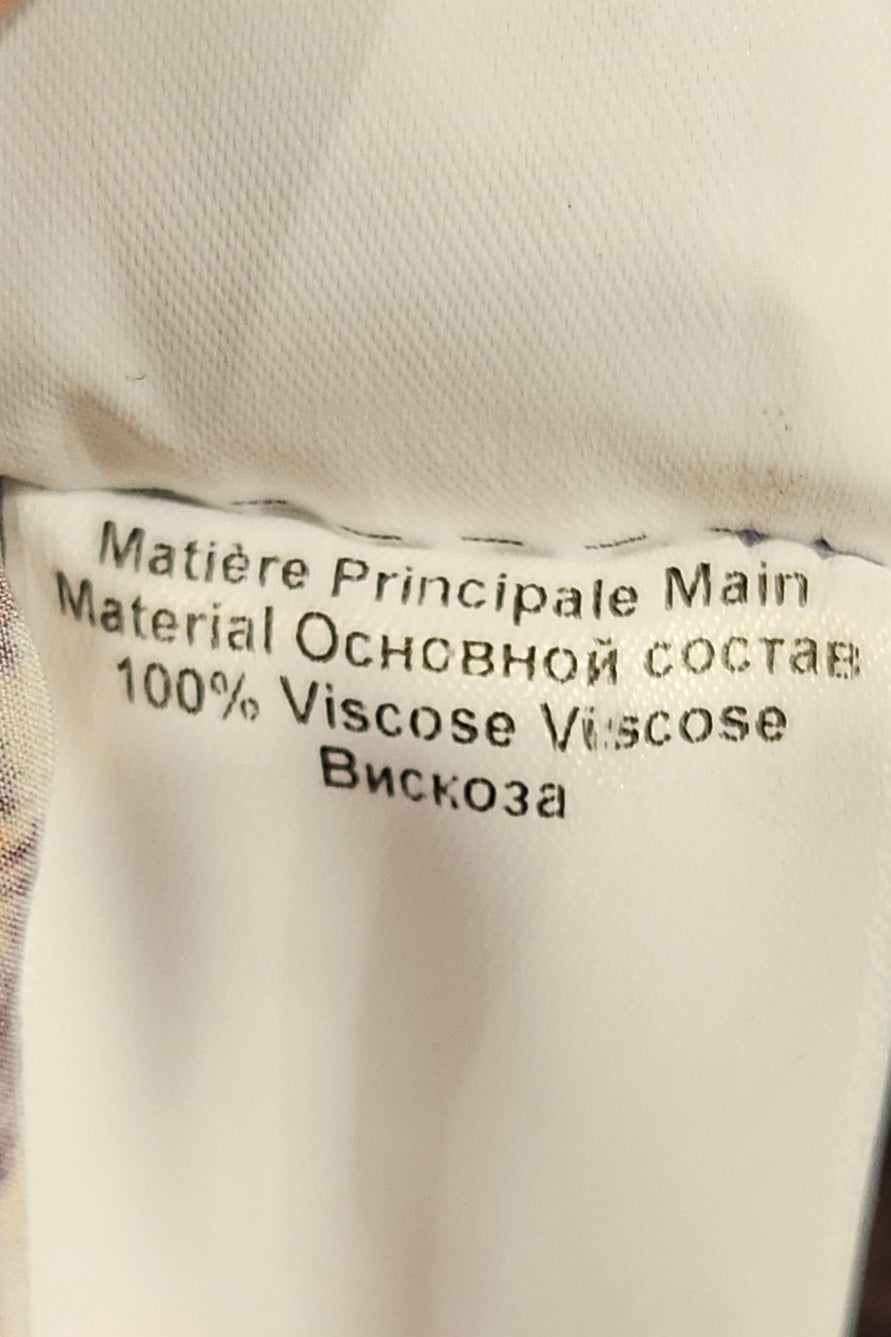 Matière Principale Main
Material Основной состав
100% Viscose Viscose
Вискоза